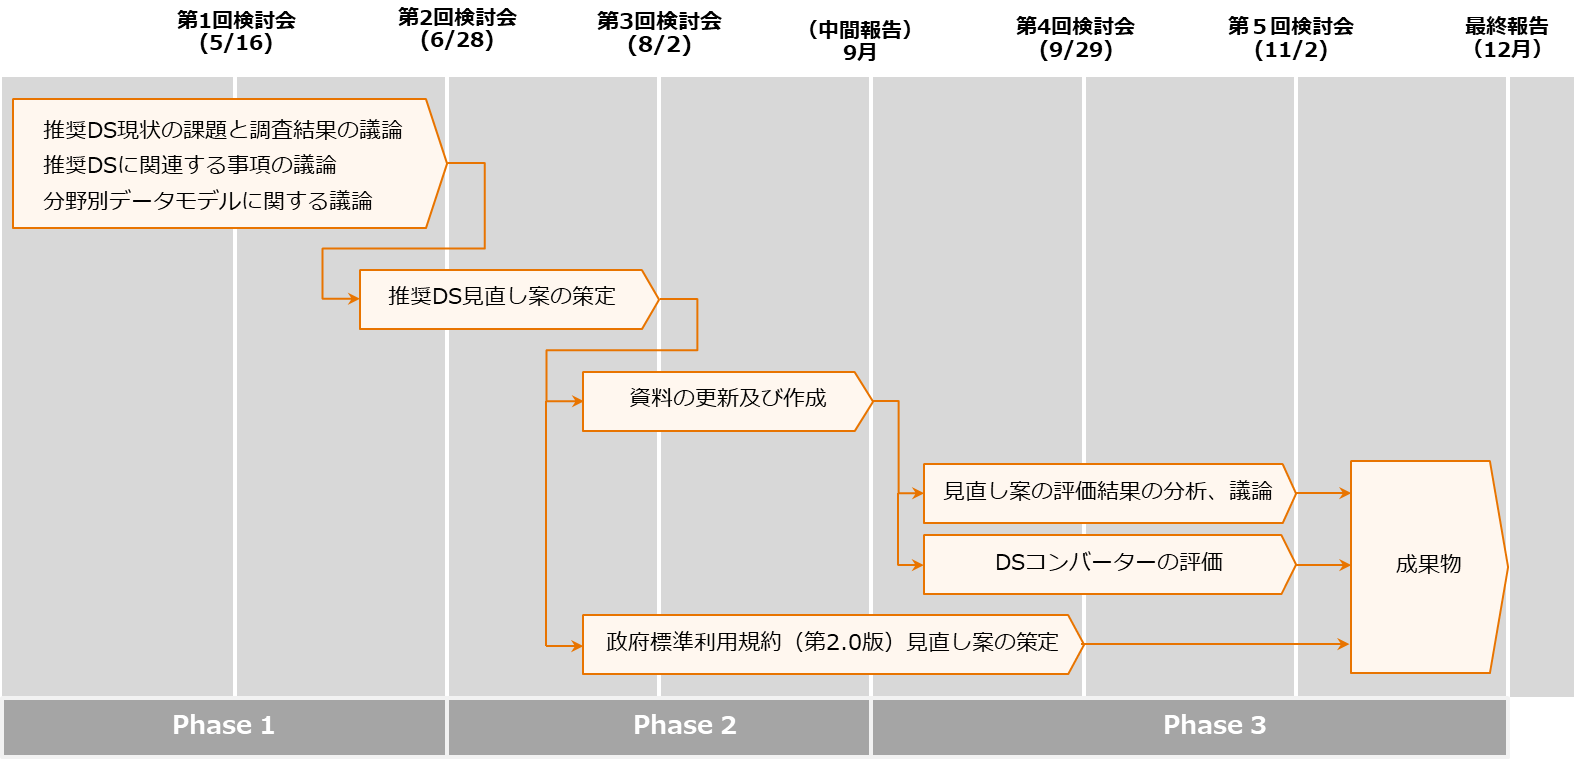 第1回検討会
(5/16)
第2回検討会
(6/28)
第3回検討会
(8/2)
（中間報告）
9月
第4回検討会
(9/29)
第５回検討会
(11/2)
最終報告
（12月）
推奨DS現状の課題と調査結果の議論
推奨DSに関連する事項の議論
分野別データモデルに関する議論
推奨DS見直し案の策定
資料の更新及び作成
見直し案の評価結果の分析、議論
DSコンバーターの評価
成果物
政府標準利用規約（第2.0版）見直し案の策定
Phase 1
Phase 2
Phase 3